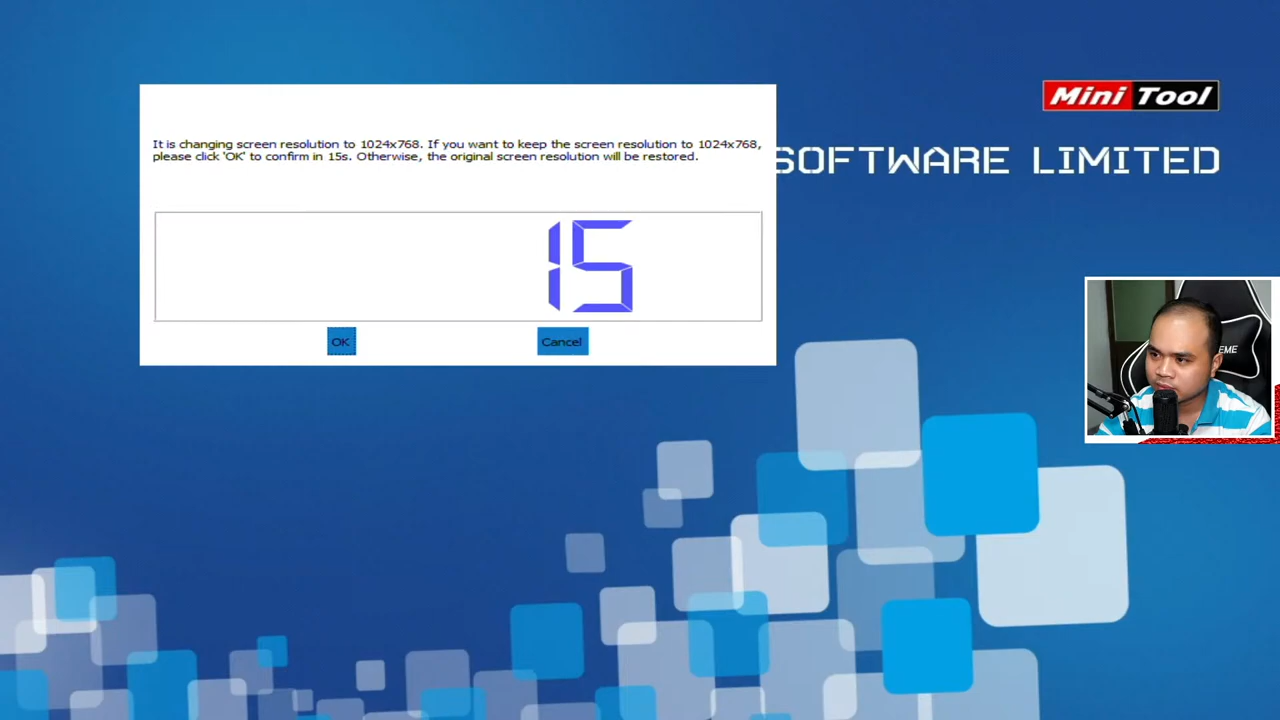 Mini Tool
SOFTWARE LIMITED
It is changing screen resolution to 1024x768. If you want to keep the screen resolution to 1024x768,
please click 'OK' to confirm in 15s. Otherwise, the original screen resolution will be restored.
15
OK
Cancel
EME